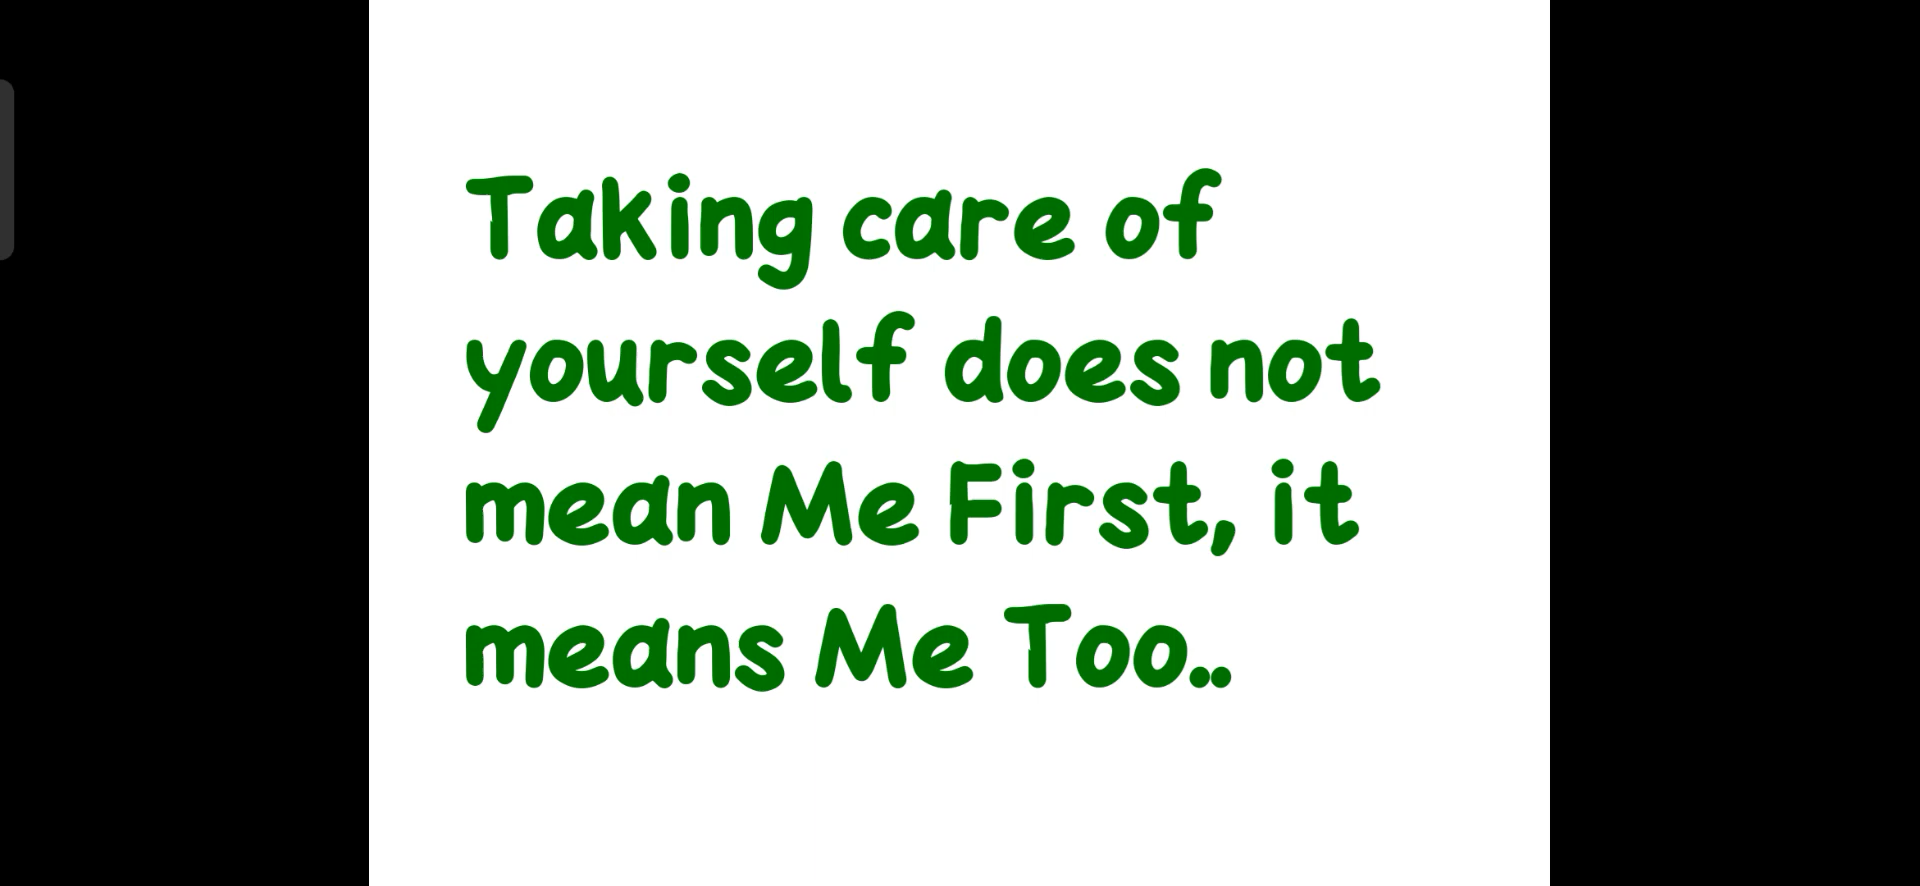 Taking care of
yourself does not
mean Me First, it
means Me Too..